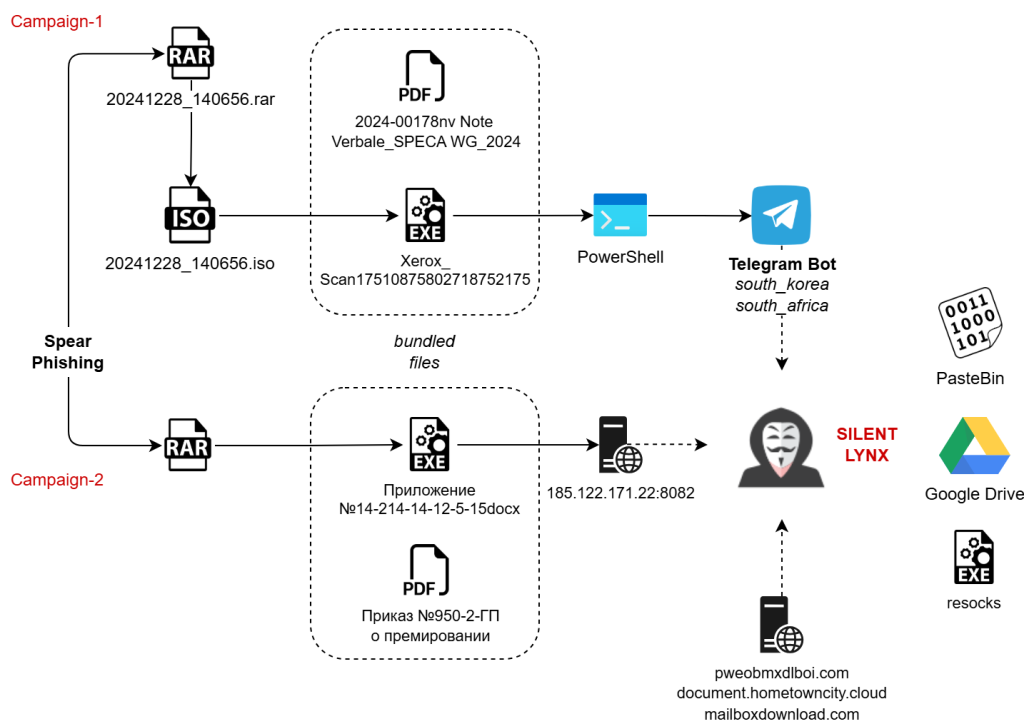 Campaign-1
RAR
20241228_140656.rar
ISO
20241228_140656.iso
PDF
2024-00178nv Note
Verbale_SPECA WG_2024
EXE
Xerox_
Scan17510875802718752175
PowerShell
Telegram Bot
south_korea
south_africa
Spear
Phishing
bundled
files
Campaign-2
RAR
EXE
Приложение
№14-214-14-12-5-15docx
PDF
Приказ №950-2-ГП
о премировании
185.122.171.22:8082
SILENT
LYNX
pweobmxdlboi.com
document.hometowncity.cloud
mailboxdownload.com
0011
1000
101
PasteBin
Google Drive
EXE
resocks